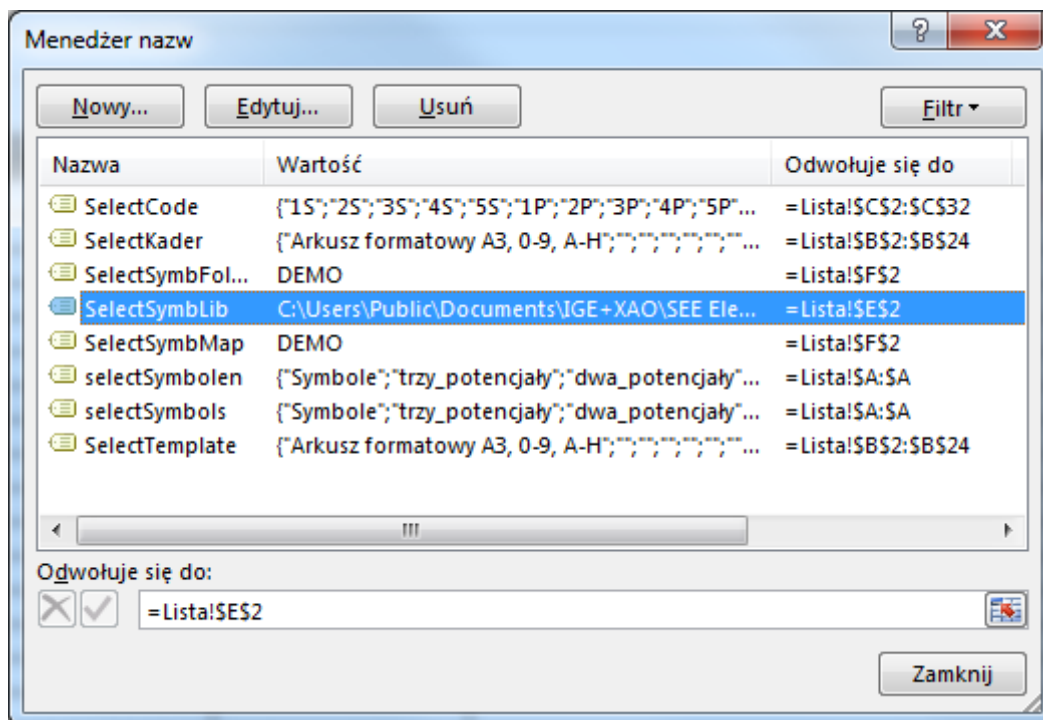 Menedżer nazw
Nowy... Edytuj... Usuń Filtr
Nazwa Wartość Odwołuje się do
SelectCode {"1S";"2S";"3S";"4S";"5S";"1P";"2P";"3P";"4P";"5P"... =Lista!$C$2:$C$32
SelectKader {"Arkusz formatowy A3, 0-9, A-H";"";"";"";"";"";""... =Lista!$B$2:$B$24
SelectSymbFol... DEMO =Lista!$F$2
SelectSymbLib C:\Users\Public\Documents\IGE+XAO\SEE Ele... =Lista!$E$2
SelectSymbMap DEMO =Lista!$F$2
selectSymbolen {"Symbole";"trzy_potencjały";"dwa_potencjały"... =Lista!$A:$A
selectSymbols {"Symbole";"trzy_potencjały";"dwa_potencjały"... =Lista!$A:$A
SelectTemplate {"Arkusz formatowy A3, 0-9, A-H";"";"";"";"";"";""... =Lista!$B$2:$B$24
Odwołuje się do:
=Lista!$E$2
Zamknij